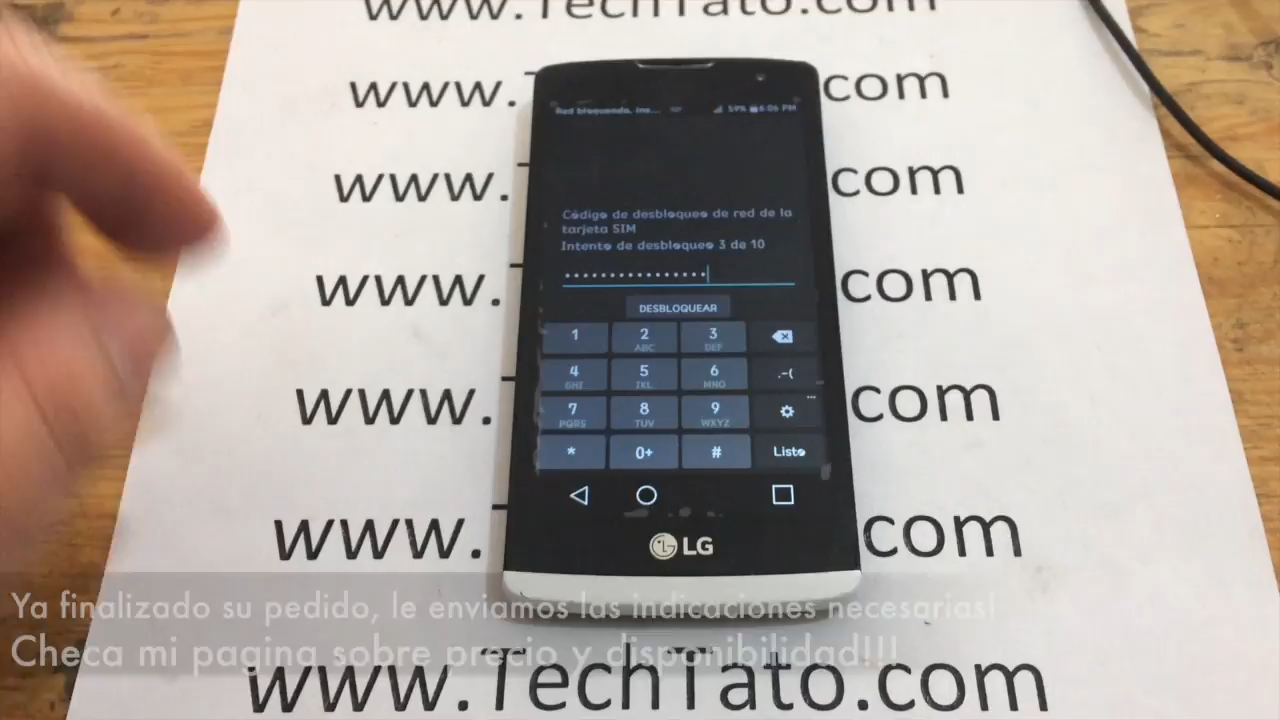 www.TechTato.com
www.T com
Red bloqueada. Ins... 59% 6:06 PM
www. com
Código de desbloqueo de red de la
tarjeta SIM
Intento de desbloqueo 3 de 10
www. com
DESBLOQUEAR
1 2 ABC 3 DEF
4 GHI 5 JKL 6 MNO .-(
www. com
7 PQRS 8 TUV 9 WXYZ
* 0+ # Listo
www. com
LG
Ya finalizado su pedido, le enviamos las indicaciones necesarias!
Checa mi pagina sobre precio y disponibilidad!!!
www.TechTato.com